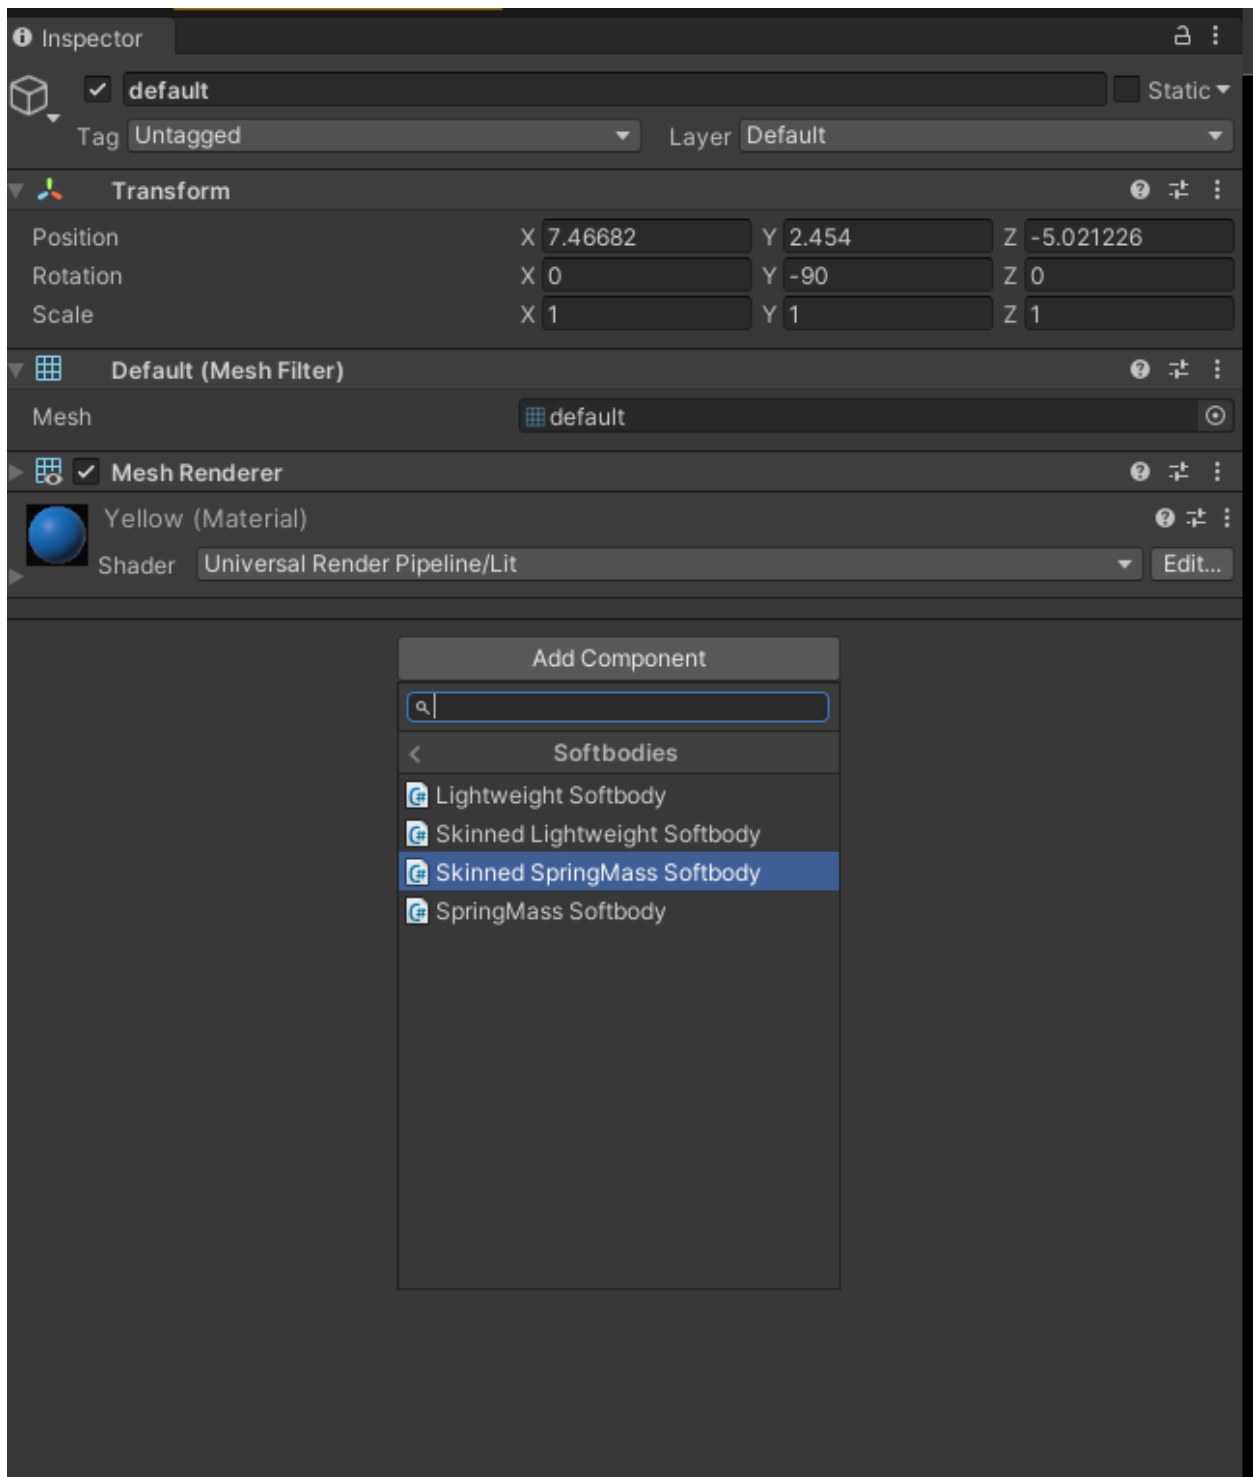 Inspector
default Static
Tag Untagged Layer Default
Transform
Position X 7.46682 Y 2.454 Z -5.021226
Rotation X 0 Y -90 Z 0
Scale X 1 Y 1 Z 1
Default (Mesh Filter)
Mesh default
Mesh Renderer
Yellow (Material)
Shader Universal Render Pipeline/Lit Edit...
Add Component
Softbodies
Lightweight Softbody
Skinned Lightweight Softbody
Skinned SpringMass Softbody
SpringMass Softbody